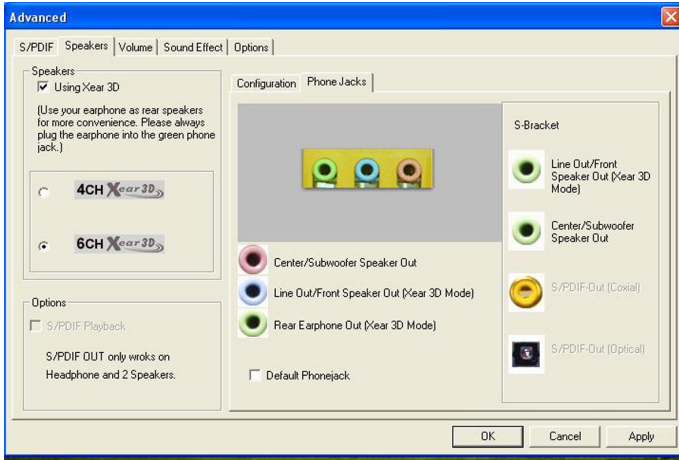 Advanced
S/PDIF
Speakers
Volume
Sound Effect
Options
Speakers
Using Xear 3D
(Use your earphone as rear speakers
for more convenience. Please always
plug the earphone into the green phone
jack.)
4CH Xear 3D
6CH Xear 3D
Options
S/PDIF Playback
S/PDIF OUT only wroks on
Headphone and 2 Speakers.
Configuration
Phone Jacks
Center/Subwoofer Speaker Out
Line Out/Front Speaker Out (Xear 3D Mode)
Rear Earphone Out (Xear 3D Mode)
Default Phonejack
S-Bracket
Line Out/Front
Speaker Out (Xear 3D
Mode)
Center/Subwoofer
Speaker Out
S/PDIF-Out (Coxial)
S/PDIF-Out (Optical)
OK
Cancel
Apply